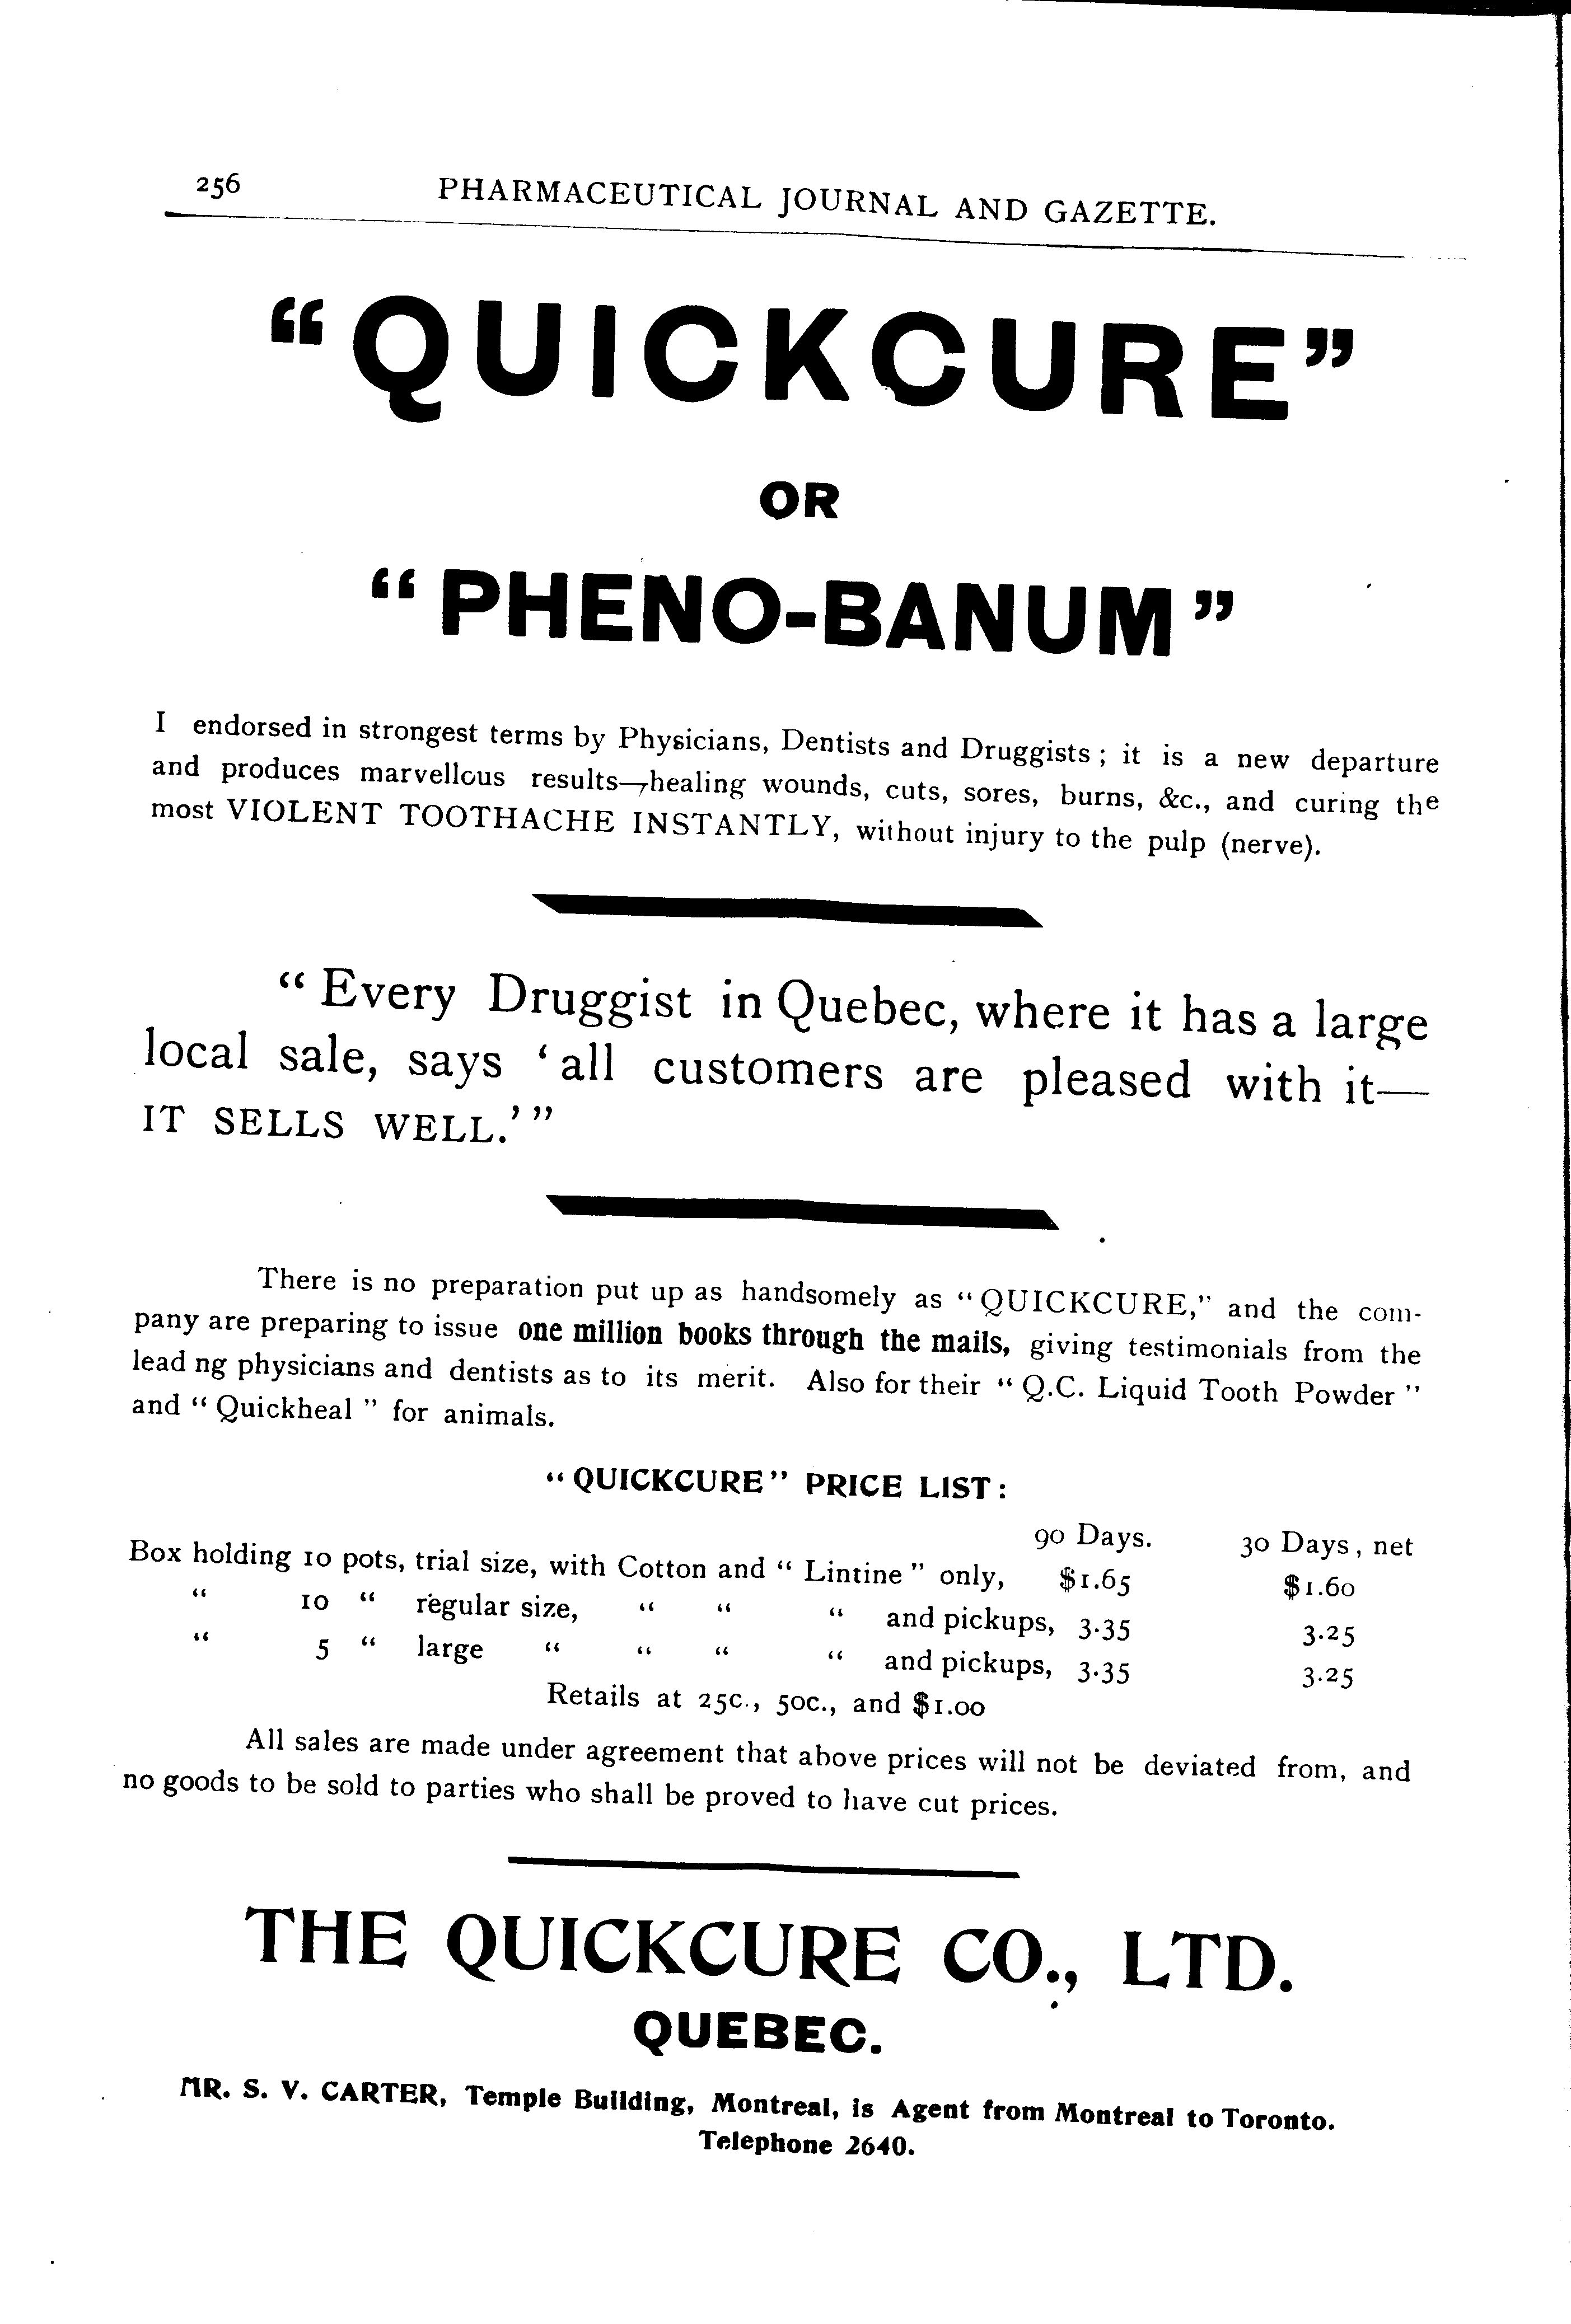 256 PHARMACEUTICAL JOURNAL AND GAZETTE.
“QUICKCURE”
OR
“PHENO-BANUM”
I endorsed in strongest terms by Physicians, Dentists and Druggists; it is a new departure
and produces marvellous results—healing wounds, cuts, sores, burns, &c., and curing the
most VIOLENT TOOTHACHE INSTANTLY, without injury to the pulp (nerve).
“Every Druggist in Quebec, where it has a large
local sale, says ‘all customers are pleased with it—
IT SELLS WELL.’”
There is no preparation put up as handsomely as “QUICKCURE,” and the com-
pany are preparing to issue one million books through the mails, giving testimonials from the
lead ng physicians and dentists as to its merit. Also for their “Q.C. Liquid Tooth Powder”
and “Quickheal” for animals.
“QUICKCURE” PRICE LIST:
90 Days. 30 Days, net
Box holding 10 pots, trial size, with Cotton and “Lintine” only, $1.65 $1.60
“ 10 “ regular size, “ “ “ and pickups, 3.35 3.25
“ 5 “ large “ “ “ “ and pickups, 3.35 3.25
Retails at 25c., 50c., and $1.00
All sales are made under agreement that above prices will not be deviated from, and
no goods to be sold to parties who shall be proved to have cut prices.
THE QUICKCURE CO., LTD.
QUEBEC.
MR. S. V. CARTER, Temple Building, Montreal, is Agent from Montreal to Toronto.
Telephone 2640.